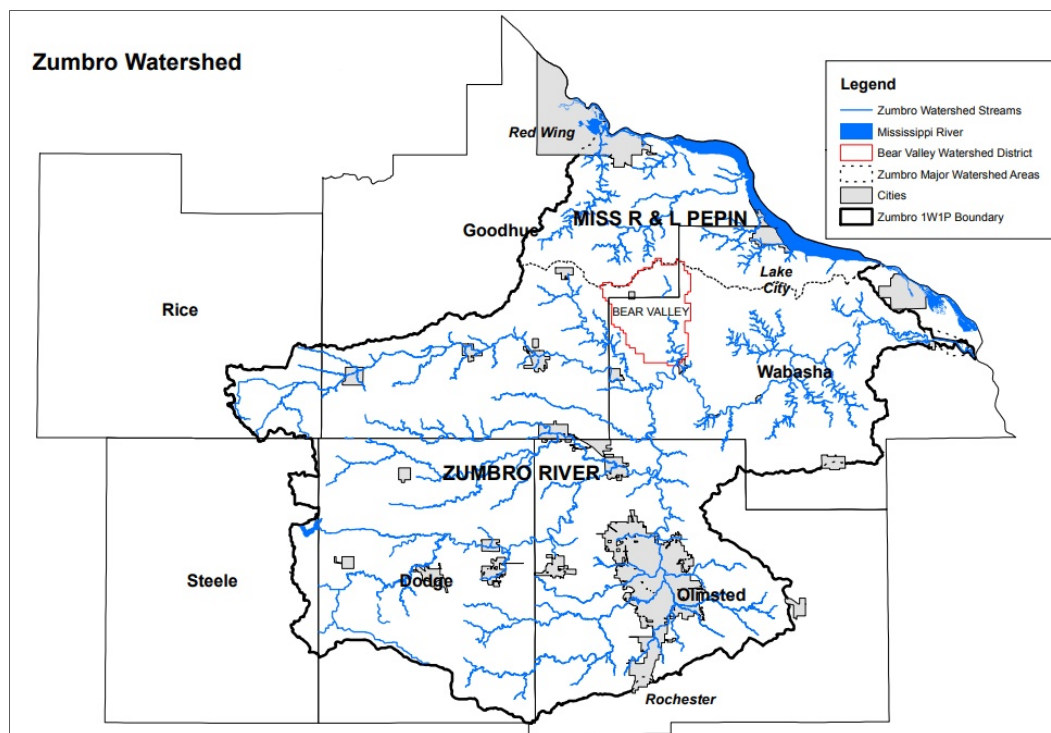 Zumbro Watershed
Legend
Zumbro Watershed Streams
Mississippi River
Bear Valley Watershed District
Zumbro Major Watershed Areas
Cities
Zumbro 1W1P Boundary
Red Wing
MISS R & L PEPIN
Goodhue
Lake
City
Rice
BEAR VALLEY
Wabasha
ZUMBRO RIVER
Steele
Dodge
Olmsted
Rochester